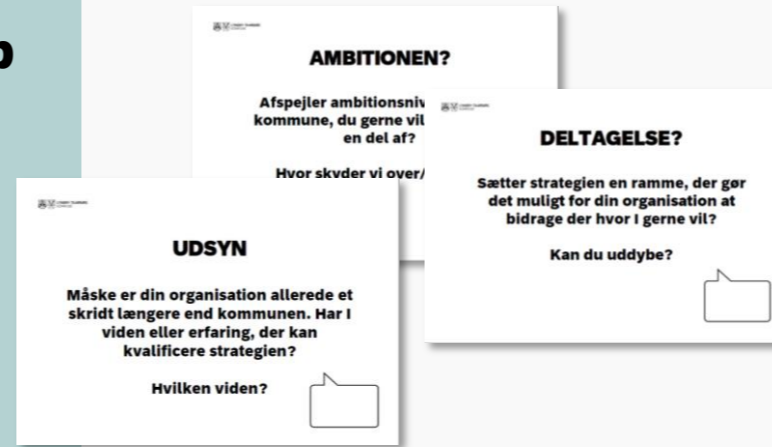 AMBITIONEN?
Afspejler ambitionsniv
kommune, du gerne vil
en del af?
Hvor skyder vi over/
DELTAGELSE?
Sætter strategien en ramme, der gør
det muligt for din organisation at
bidrage der hvor I gerne vil?
Kan du uddybe?
UDSYN
Måske er din organisation allerede et
skridt længere end kommunen. Har I
viden eller erfaring, der kan
kvalificere strategien?
Hvilken viden?